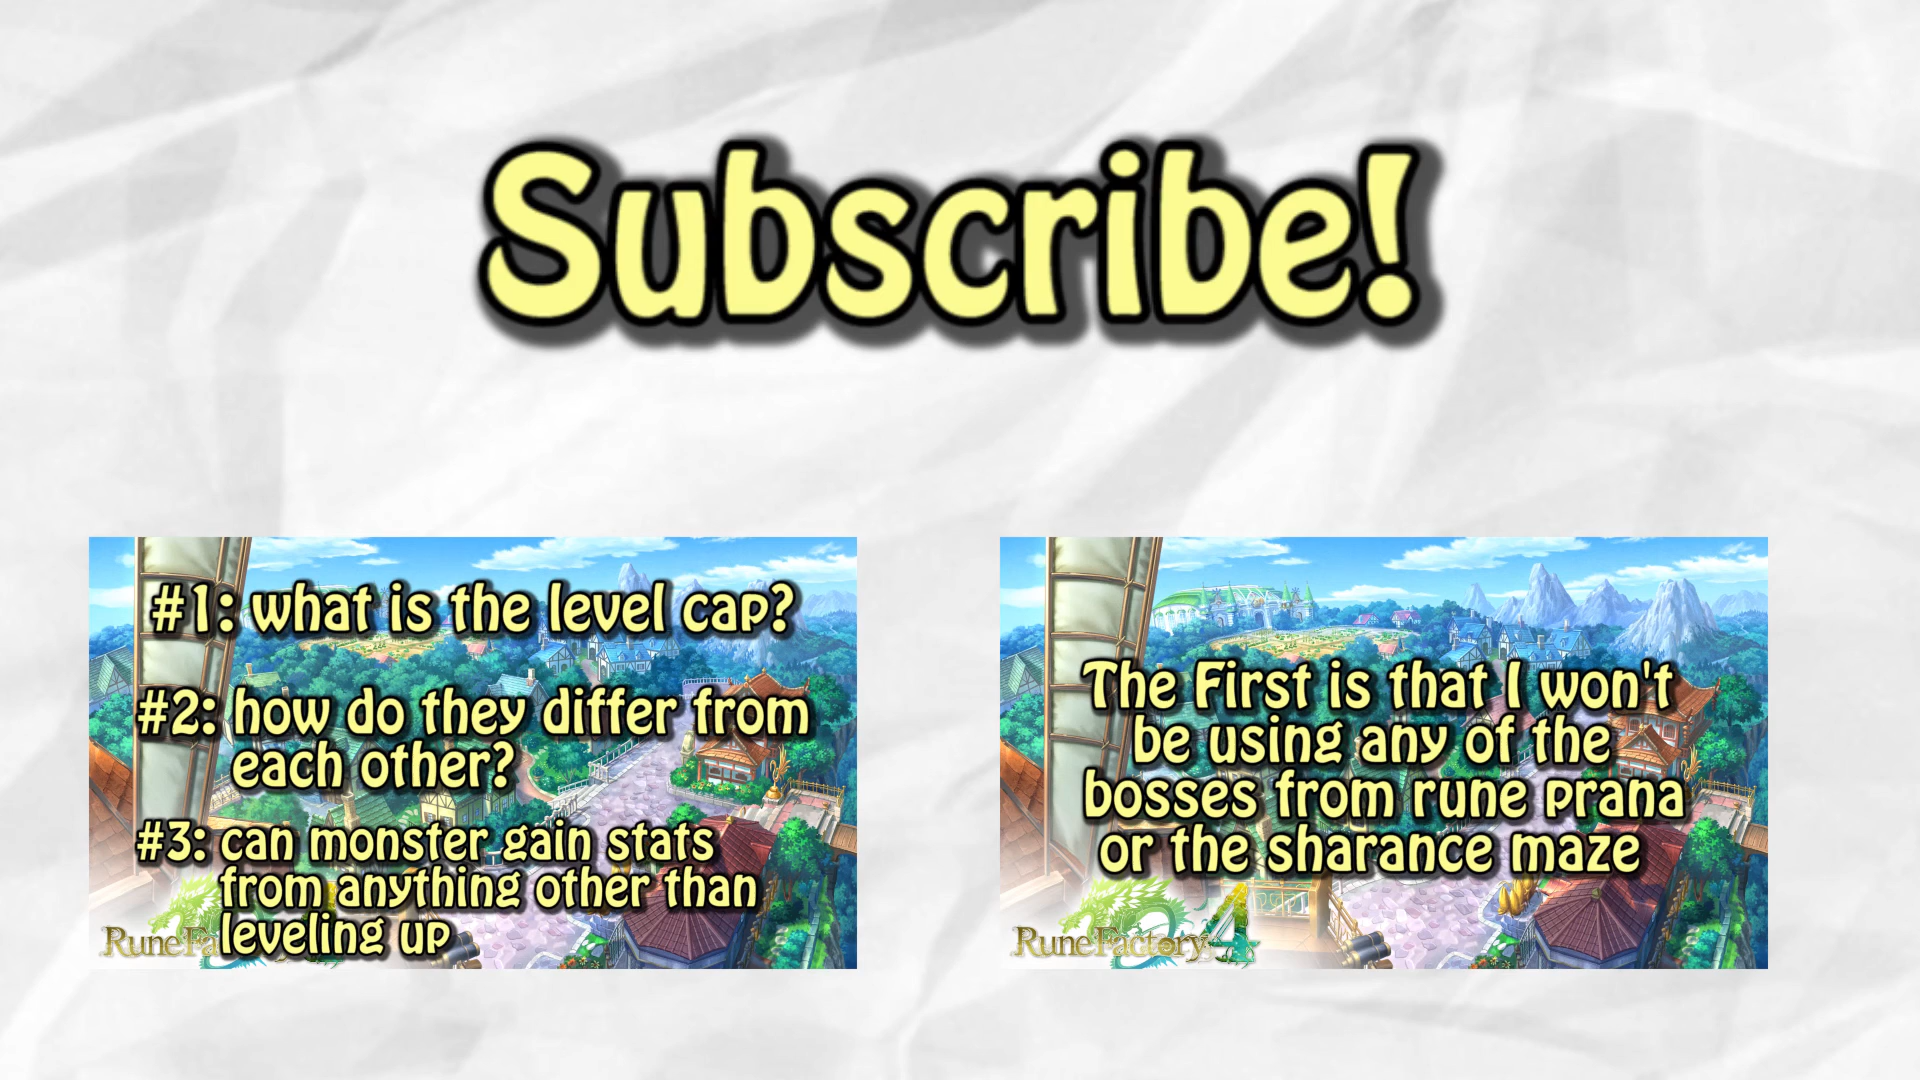 Subscribe!
#1: what is the level cap?
#2: how do they differ from
each other?
#3: can monster gain stats
from anything other than
leveling up
RuneFa
The First is that I won't
be using any of the
bosses from rune prana
or the sharance maze
RuneFactory 4